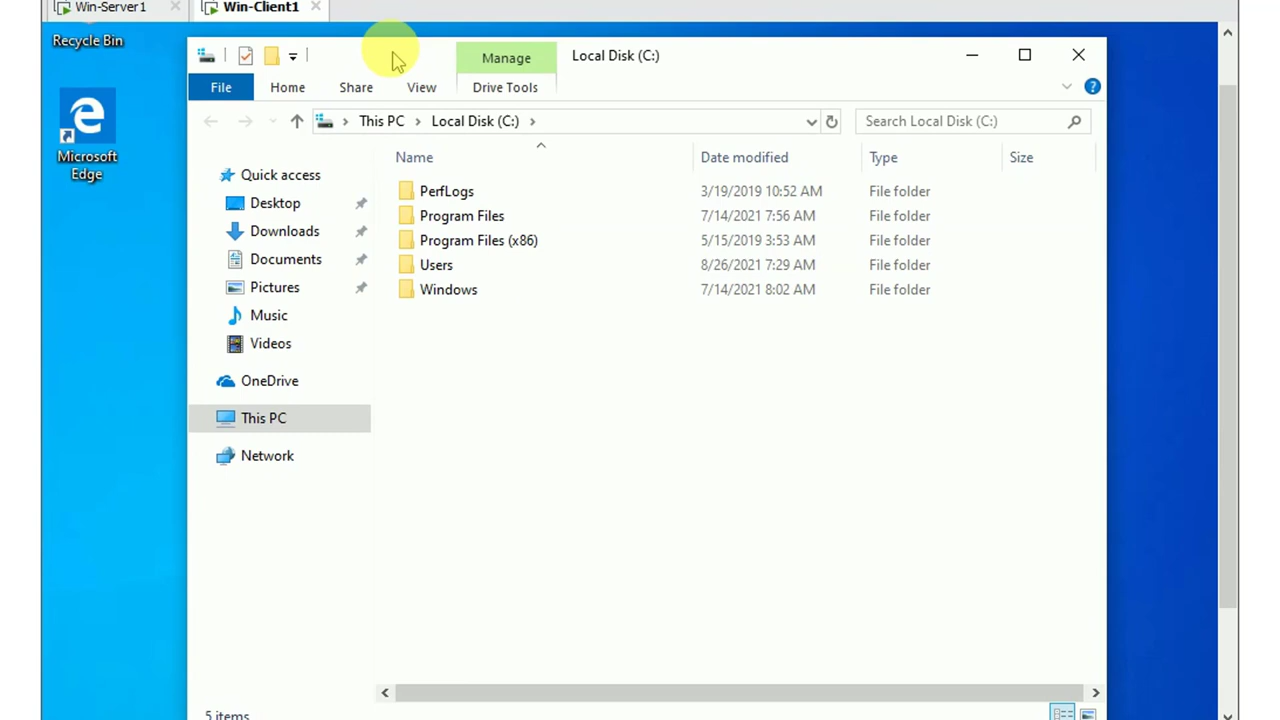 Win-Server1
Win-Client1
Recycle Bin
Microsoft
Edge
Manage
Local Disk (C:)
File
Home
Share
View
Drive Tools
This PC
Local Disk (C:)
Search Local Disk (C:)
Name
Date modified
Type
Size
Quick access
Desktop
Downloads
Documents
Pictures
Music
Videos
OneDrive
This PC
Network
PerfLogs 3/19/2019 10:52 AM File folder
Program Files 7/14/2021 7:56 AM File folder
Program Files (x86) 5/15/2019 3:53 AM File folder
Users 8/26/2021 7:29 AM File folder
Windows 7/14/2021 8:02 AM File folder
5 items